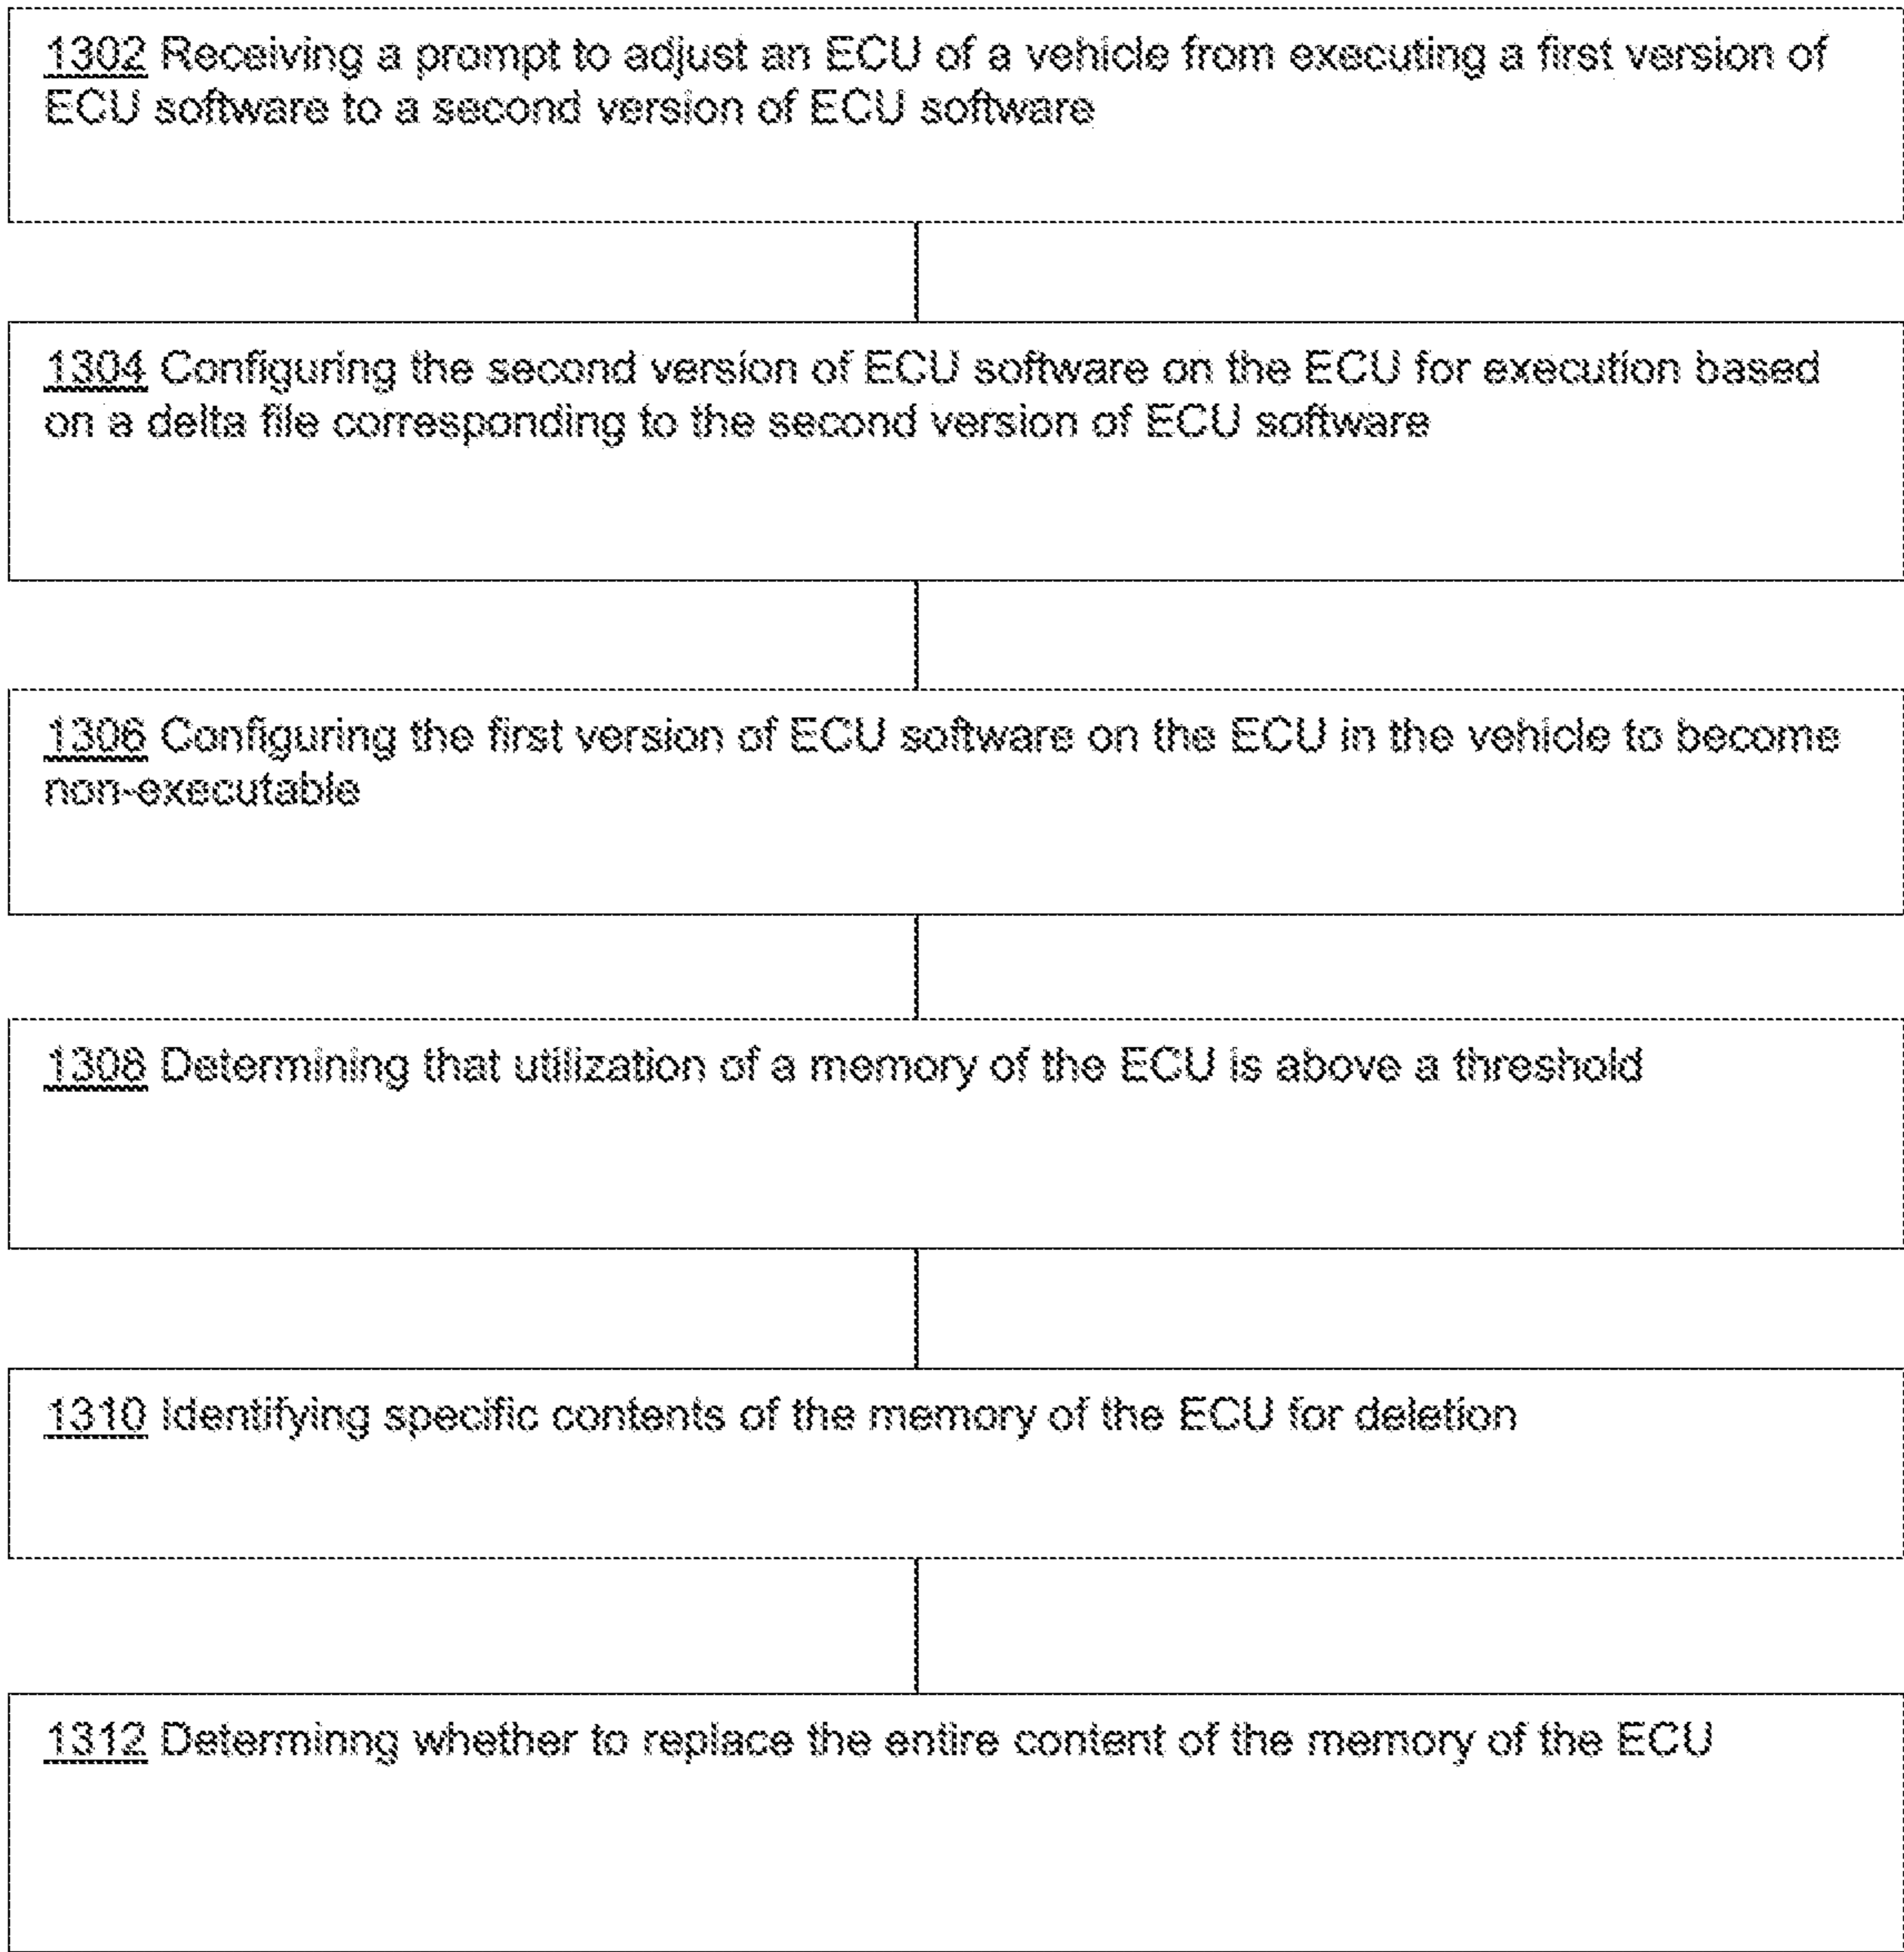 1302 Receiving a prompt to adjust an ECU of a vehicle from executing a first version of
ECU software to a second version of ECU software
1304 Configuring the second version of ECU software on the ECU for execution based
on a delta file corresponding to the second version of ECU software
1306 Configuring the first version of ECU software on the ECU in the vehicle to become
non-executable
1308 Determining that utilization of a memory of the ECU is above a threshold
1310 Identifying specific contents of the memory of the ECU for deletion
1312 Determinng whether to replace the entire content of the memory of the ECU